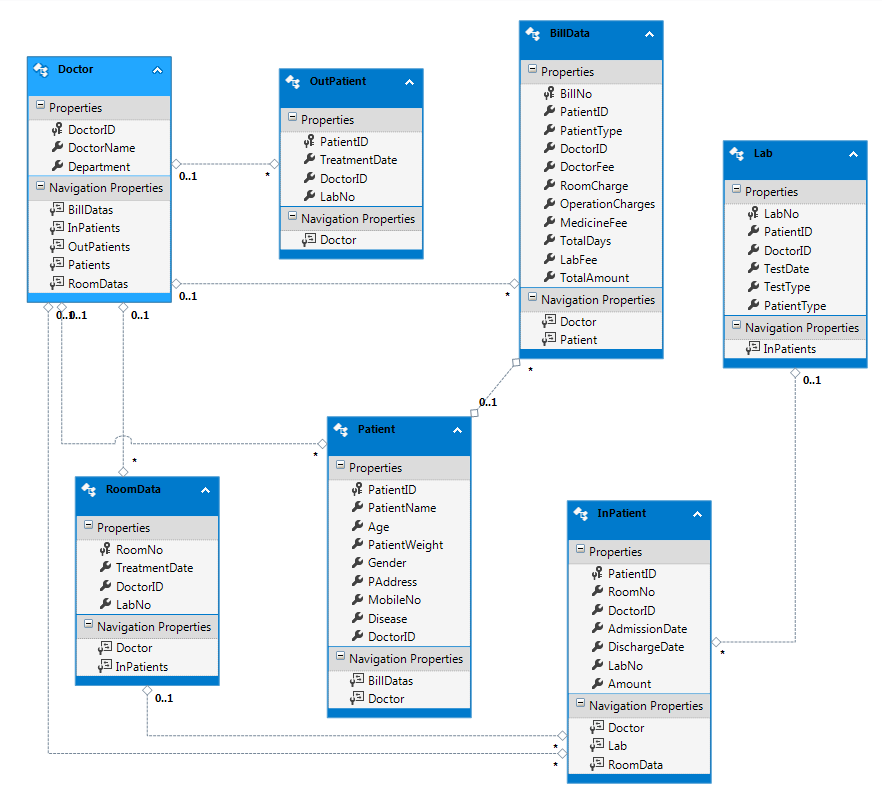 Doctor
Properties
DoctorID
DoctorName
Department
Navigation Properties
BillDatas
InPatients
OutPatients
Patients
RoomDatas
0..1
*
0..1
*
0..1
0..1
0..1
OutPatient
Properties
PatientID
TreatmentDate
DoctorID
LabNo
Navigation Properties
Doctor
BillData
Properties
BillNo
PatientID
PatientType
DoctorID
DoctorFee
RoomCharge
OperationCharges
MedicineFee
TotalDays
LabFee
TotalAmount
Navigation Properties
Doctor
Patient
*
0..1
Lab
Properties
LabNo
PatientID
DoctorID
TestDate
TestType
PatientType
Navigation Properties
InPatients
0..1
Patient
Properties
PatientID
PatientName
Age
PatientWeight
Gender
PAddress
MobileNo
Disease
DoctorID
Navigation Properties
BillDatas
Doctor
*
*
RoomData
Properties
RoomNo
TreatmentDate
DoctorID
LabNo
Navigation Properties
Doctor
InPatients
0..1
InPatient
Properties
PatientID
RoomNo
DoctorID
AdmissionDate
DischargeDate
LabNo
Amount
Navigation Properties
Doctor
Lab
RoomData
*
*
*